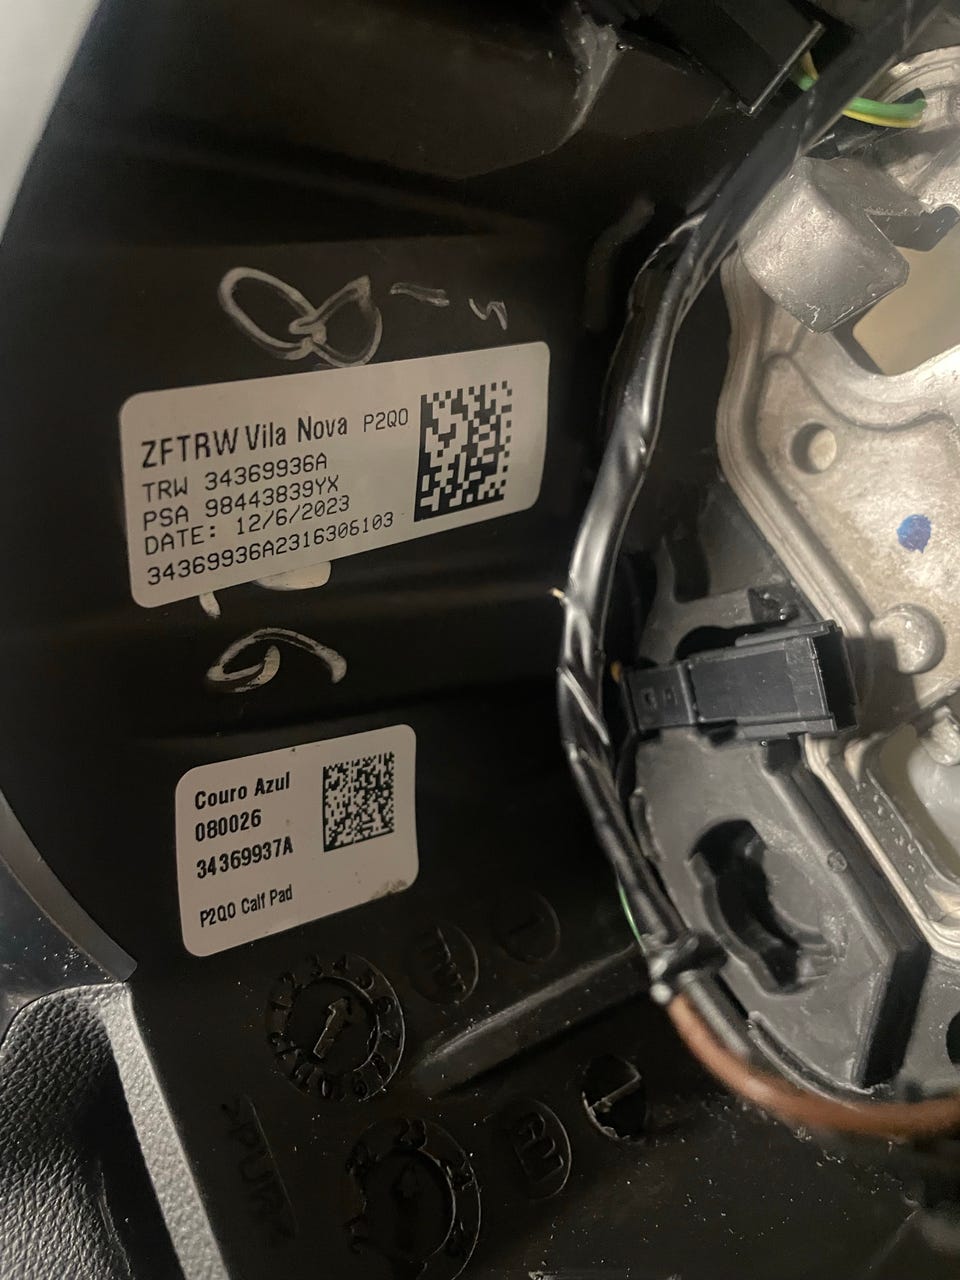 ZFTRW Vila Nova P2QO
TRW 34369936A
PSA 98443839YX
DATE: 12/6/2023
34369936A2316306103
Couro Azul
080026
34369937A
P2QO Calf Pad